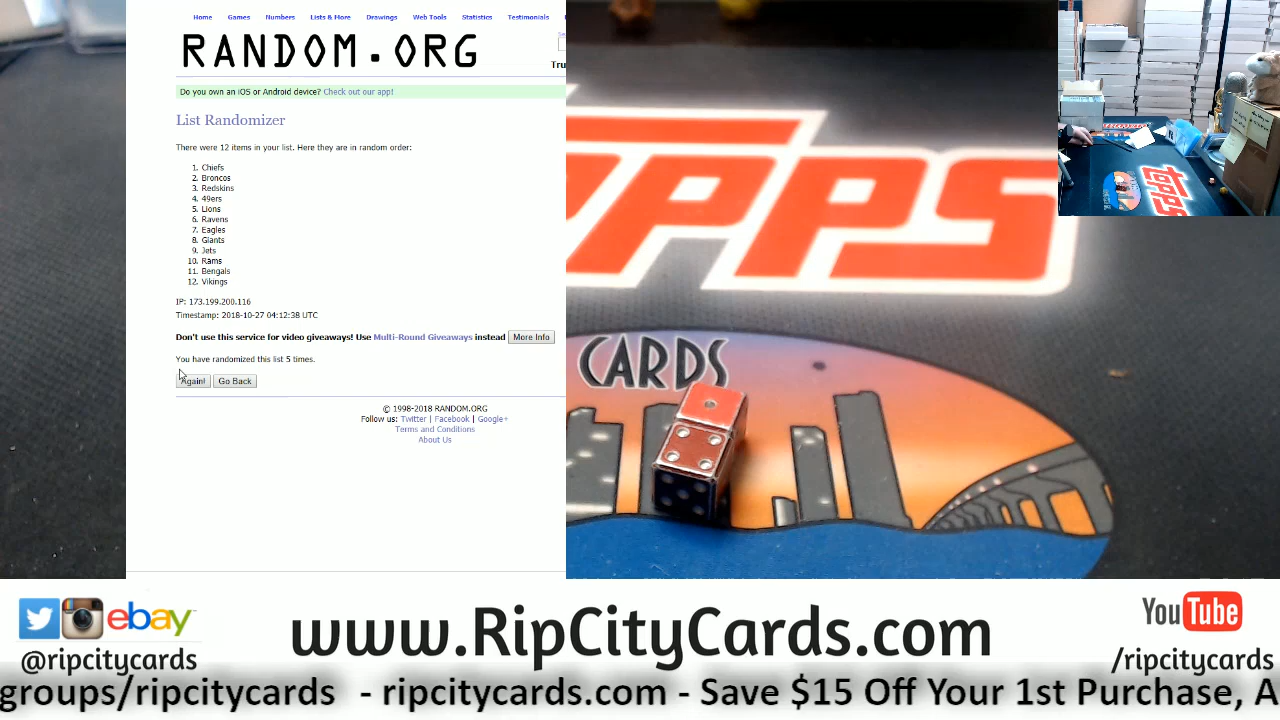 Home Games Numbers Lists & More Drawings Web Tools Statistics Testimonials
RANDOM.ORG
Tru
Do you own an iOS or Android device? Check out our app!
List Randomizer
There were 12 items in your list. Here they are in random order:
1. Chiefs
2. Broncos
3. Redskins
4. 49ers
5. Lions
6. Ravens
7. Eagles
8. Giants
9. Jets
10. Rams
11. Bengals
12. Vikings
IP: 173.199.200.116
Timestamp: 2018-10-27 04:12:38 UTC
Don't use this service for video giveaways! Use Multi-Round Giveaways instead More Info
You have randomized this list 5 times.
Again! Go Back
© 1998-2018 RANDOM.ORG
Follow us: Twitter | Facebook | Google+
Terms and Conditions
About Us
topps
CARDS
topps
ebay™
@ripcitycards
www.RipCityCards.com
YouTube
/ripcitycards
groups/ripcitycards - ripcitycards.com - Save $15 Off Your 1st Purchase, A